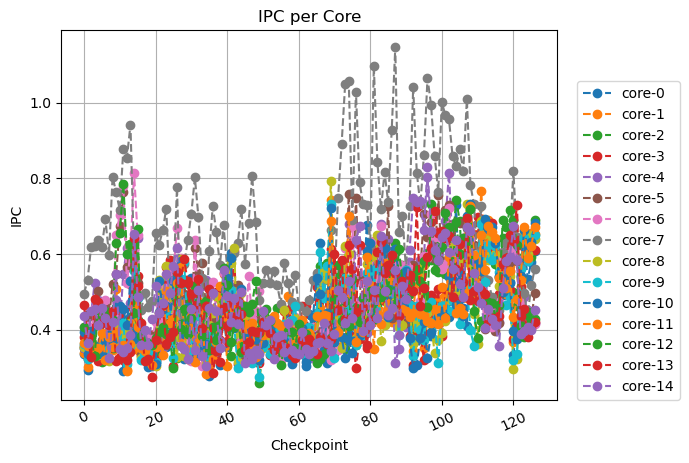 IPC per Core
IPC
1.0
0.8
0.6
0.4
0
20
40
60
80
100
120
Checkpoint
core-0
core-1
core-2
core-3
core-4
core-5
core-6
core-7
core-8
core-9
core-10
core-11
core-12
core-13
core-14